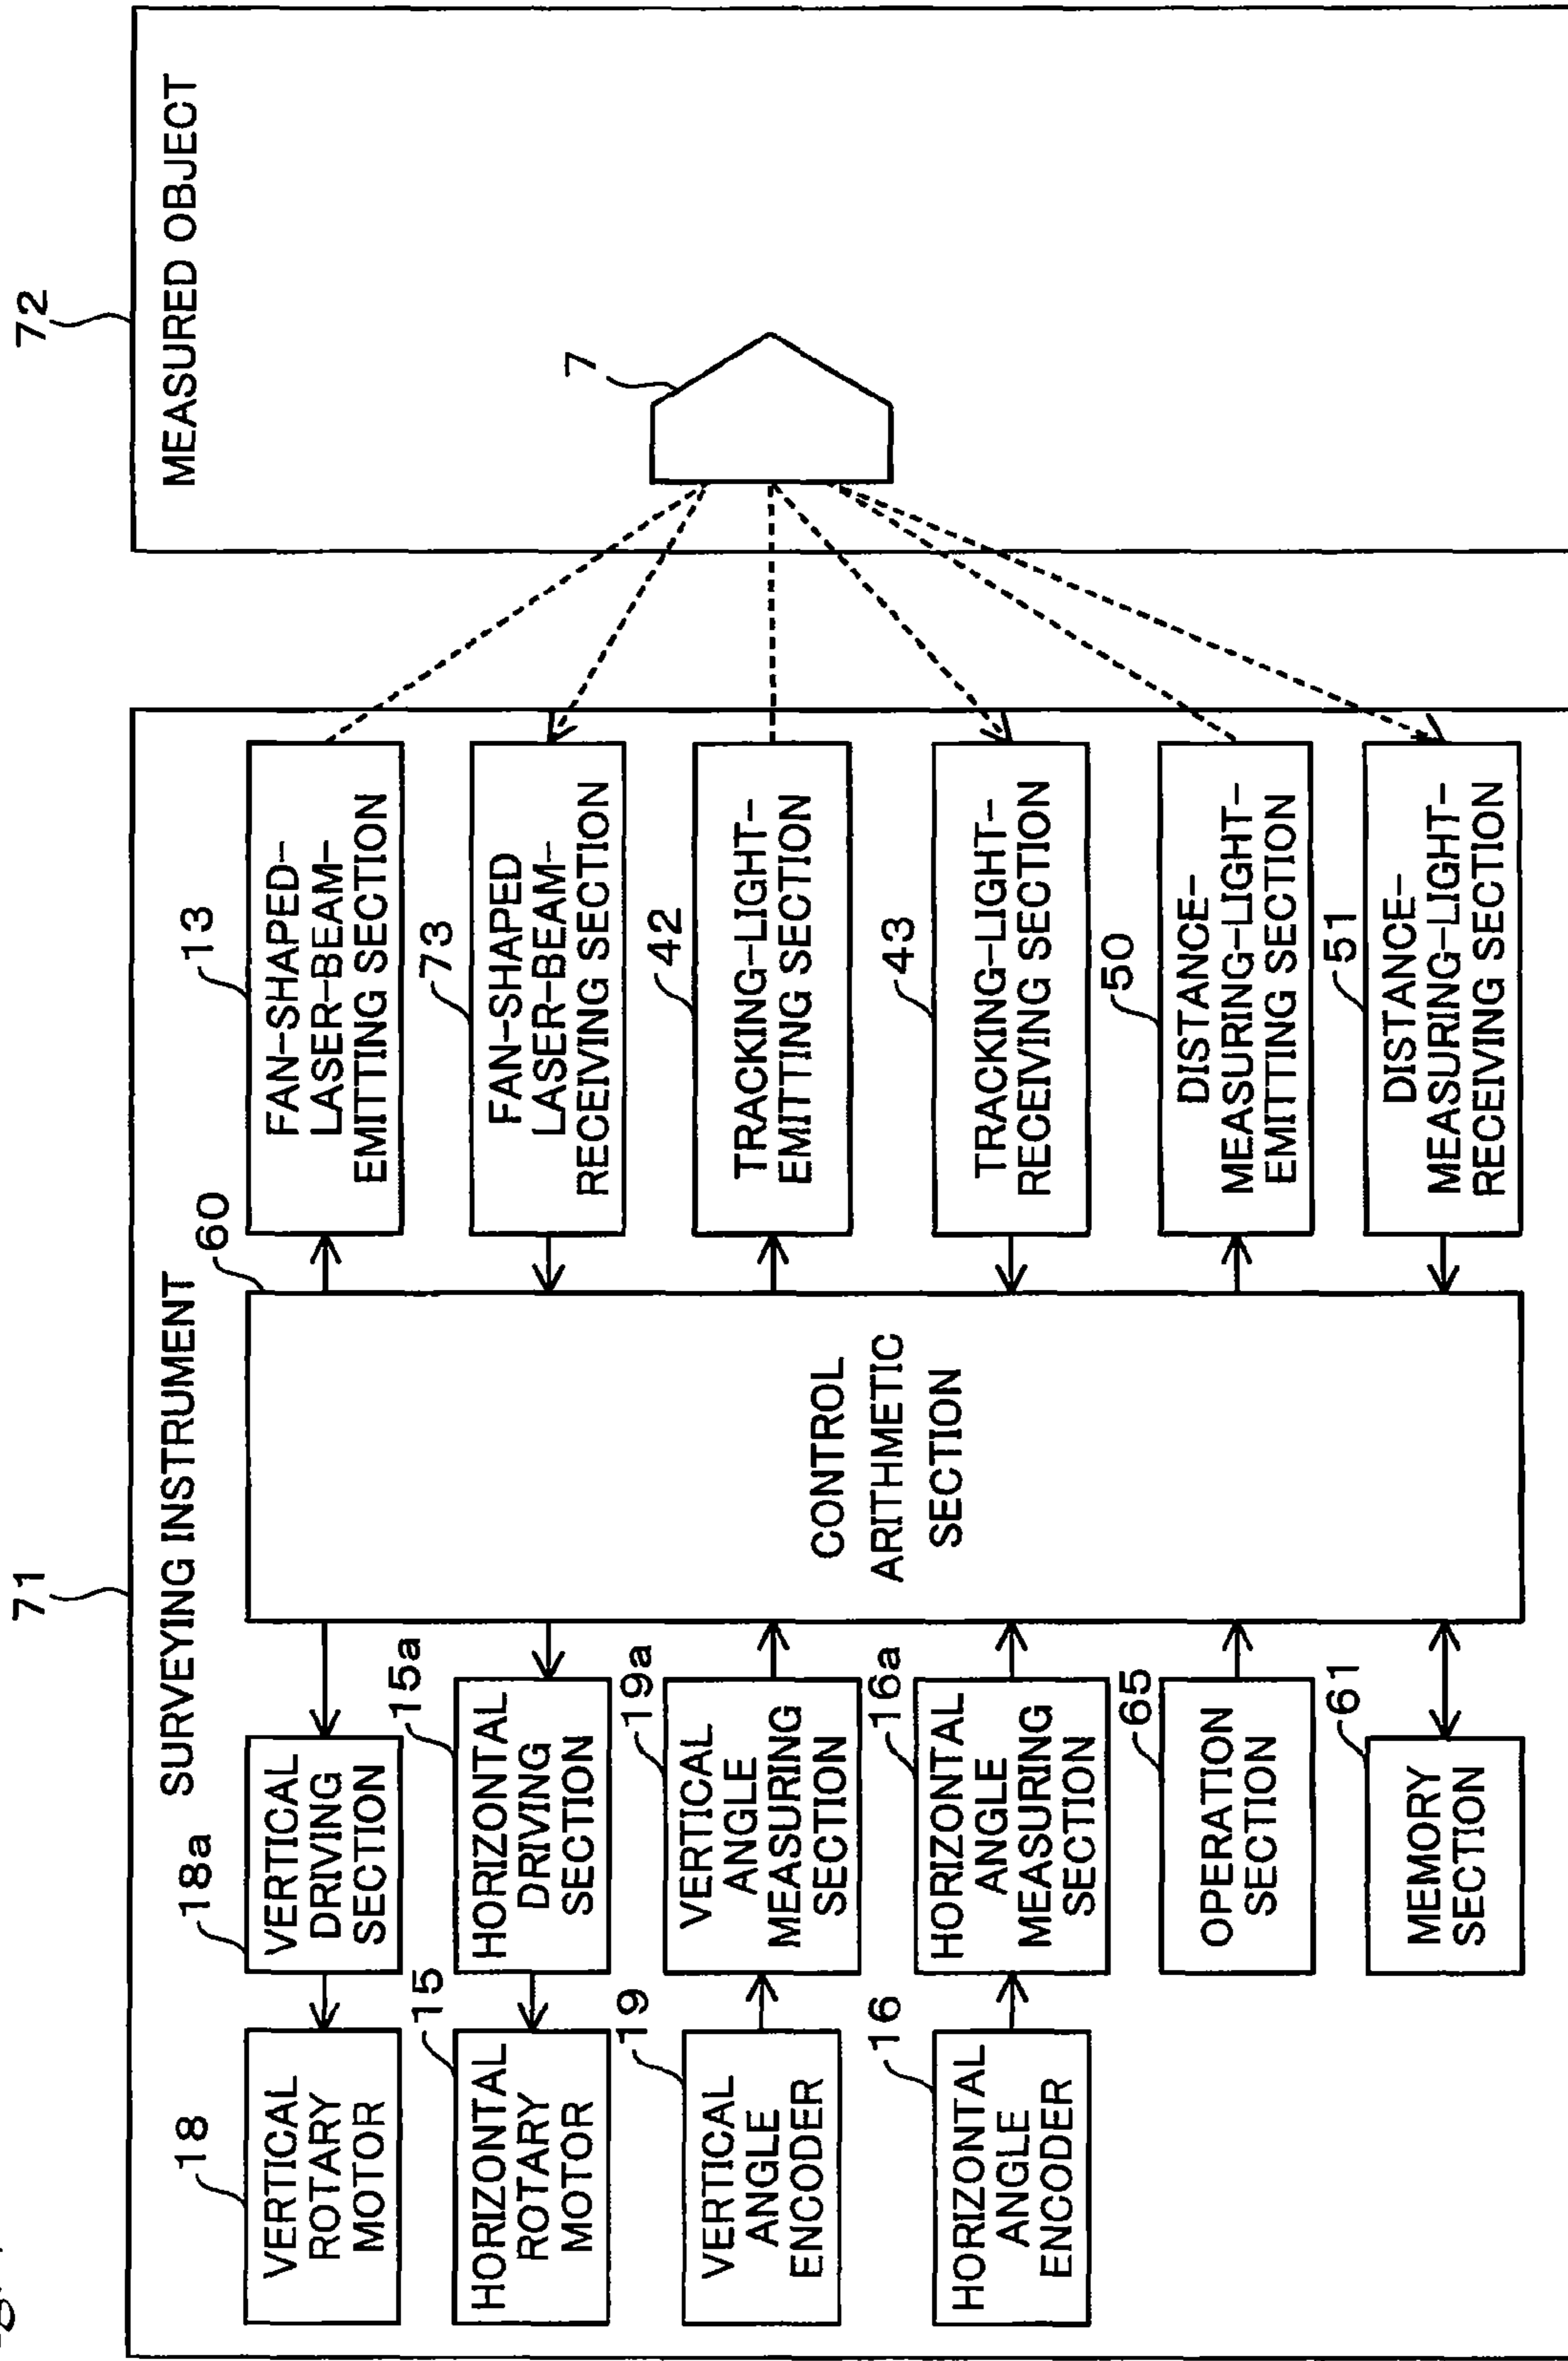 71
72
SURVEYING INSTRUMENT
MEASURED OBJECT
18
VERTICAL
ROTARY
MOTOR
18a
VERTICAL
DRIVING
SECTION
15
HORIZONTAL
ROTARY
MOTOR
15a
HORIZONTAL
DRIVING
SECTION
19
VERTICAL
ANGLE
ENCODER
19a
VERTICAL
ANGLE
MEASURING
SECTION
16
HORIZONTAL
ANGLE
ENCODER
16a
HORIZONTAL
ANGLE
MEASURING
SECTION
65
OPERATION
SECTION
61
MEMORY
SECTION
60
CONTROL
ARITHMETIC
SECTION
13
FAN-SHAPED-
LASER-BEAM-
EMITTING SECTION
73
FAN-SHAPED
LASER-BEAM-
RECEIVING SECTION
42
TRACKING-LIGHT-
EMITTING SECTION
43
TRACKING-LIGHT-
RECEIVING SECTION
50
DISTANCE-
MEASURING-LIGHT-
EMITTING SECTION
51
DISTANCE-
MEASURING-LIGHT-
RECEIVING SECTION
7